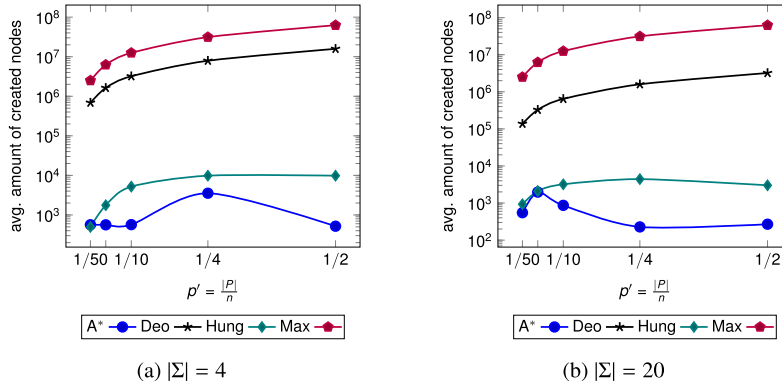 avg. amount of created nodes
10^8
10^7
10^6
10^5
10^4
10^3
1/50
1/10
1/4
1/2
p′ = |P|/n
A* Deo Hung Max
(a) |Σ| = 4
avg. amount of created nodes
10^8
10^7
10^6
10^5
10^4
10^3
10^2
1/50
1/10
1/4
1/2
p′ = |P|/n
A* Deo Hung Max
(b) |Σ| = 20